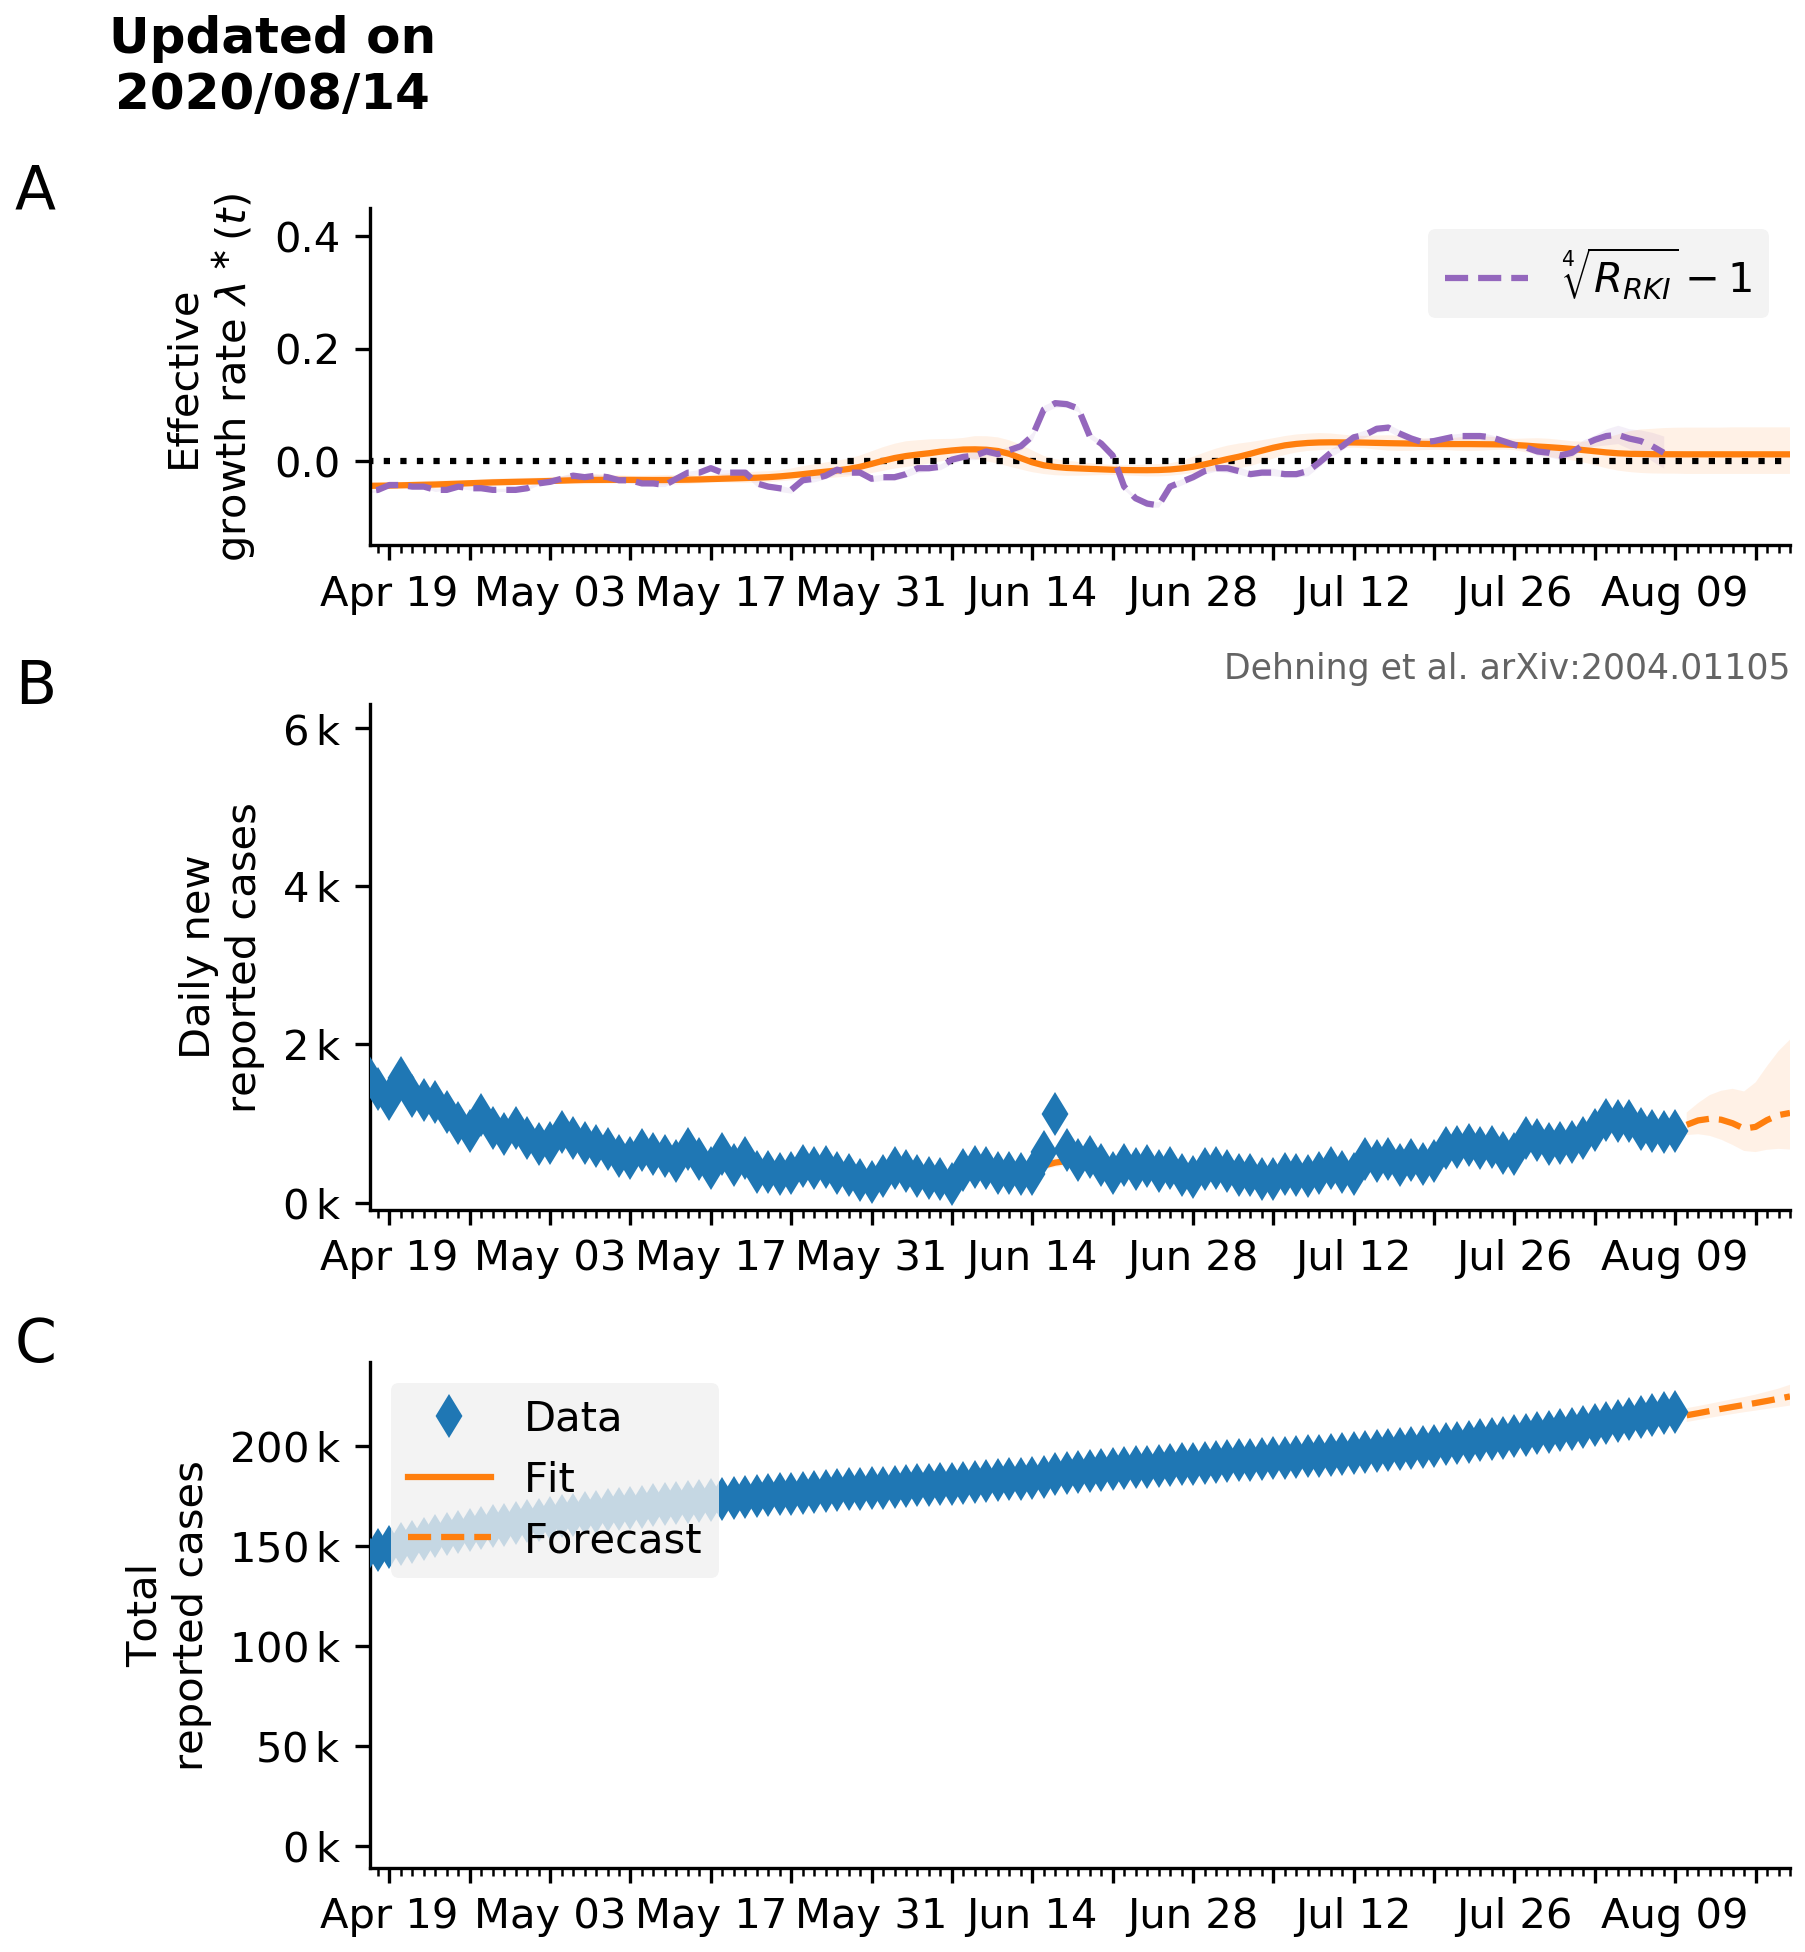 Updated on
2020/08/14
A
Effective
growth rate λ * (t)
0.4
0.2
0.0
∜R_RKI − 1
Apr 19 May 03 May 17 May 31 Jun 14 Jun 28 Jul 12 Jul 26 Aug 09
Dehning et al. arXiv:2004.01105
B
Daily new
reported cases
6 k
4 k
2 k
0 k
Apr 19 May 03 May 17 May 31 Jun 14 Jun 28 Jul 12 Jul 26 Aug 09
C
Total
reported cases
200 k
150 k
100 k
50 k
0 k
Data
Fit
Forecast
Apr 19 May 03 May 17 May 31 Jun 14 Jun 28 Jul 12 Jul 26 Aug 09